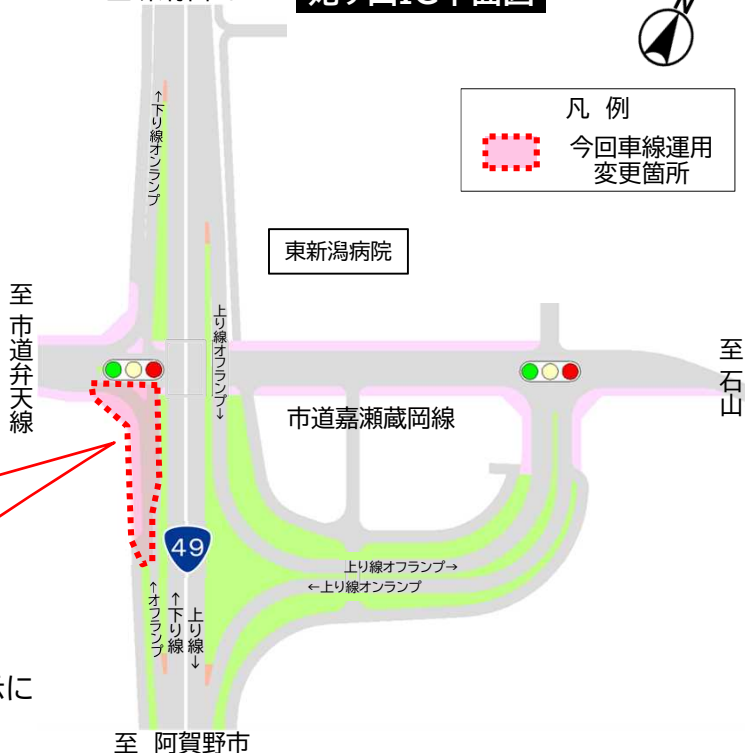 N
凡 例
今回車線運用
変更箇所
↑下り線オンランプ
東新潟病院
至 市道弁天線
上り線オフランプ↓
至 石山
市道嘉瀬蔵岡線
49
上り線オフランプ→
←上り線オンランプ
↑オフランプ
↑下り線
上り線↓
に
至 阿賀野市